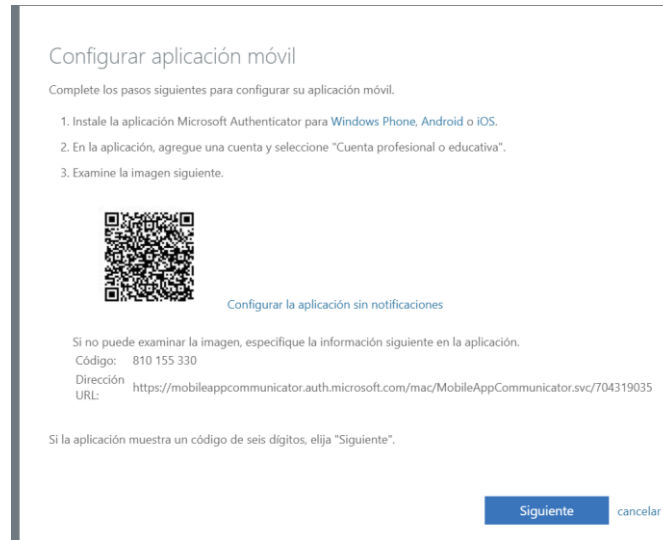 Configurar aplicación móvil
Complete los pasos siguientes para configurar su aplicación móvil.
1. Instale la aplicación Microsoft Authenticator para Windows Phone, Android o iOS.
2. En la aplicación, agregue una cuenta y seleccione "Cuenta profesional o educativa".
3. Examine la imagen siguiente.
Configurar la aplicación sin notificaciones
Si no puede examinar la imagen, especifique la información siguiente en la aplicación.
Código: 810 155 330
Dirección
URL: https://mobileappcommunicator.auth.microsoft.com/mac/MobileAppCommunicator.svc/704319035
Si la aplicación muestra un código de seis dígitos, elija "Siguiente".
Siguiente cancelar